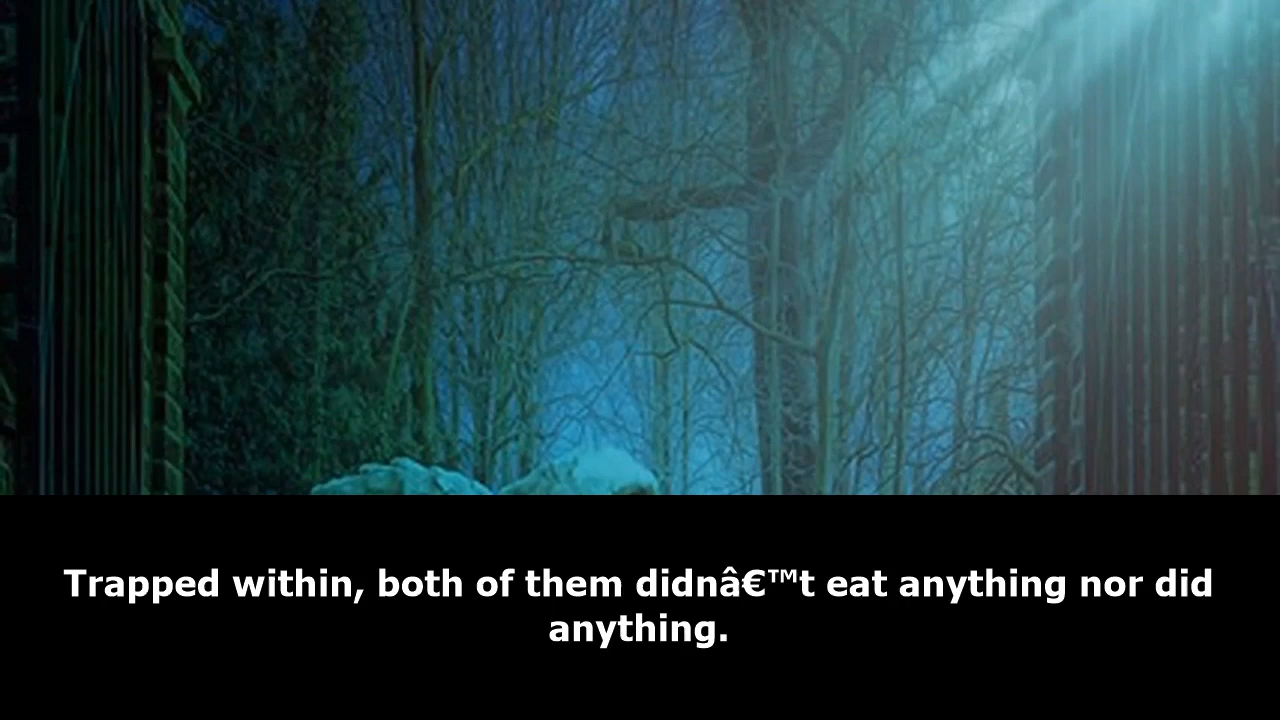 Trapped within, both of them didnâ€™t eat anything nor did
anything.